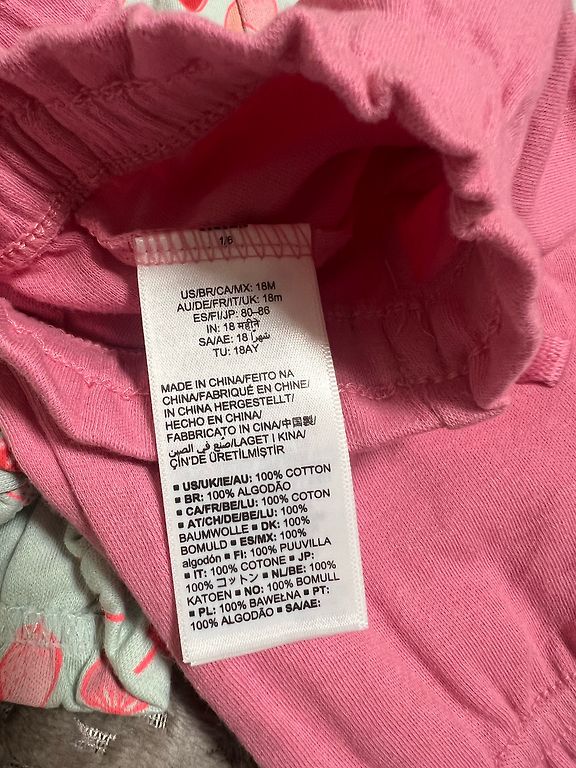 1/6
US/BR/CA/MX: 18M
AU/DE/FR/IT/UK: 18m
ES/FI/JP: 80–86
IN: 18 महीने
SA/AE: 18 شهرًا
TU: 18AY
MADE IN CHINA/FEITO NA
CHINA/FABRIQUÉ EN CHINE/
IN CHINA HERGESTELLT/
HECHO EN CHINA/
FABBRICATO IN CINA/中国製/
صنع في الصين/LAGET I KINA/
ÇİN'DE ÜRETİLMİŞTİR
▪ US/UK/IE/AU: 100% COTTON
▪ BR: 100% ALGODÃO
▪ CA/FR/BE/LU: 100% COTON
▪ AT/CH/DE/BE/LU: 100%
BAUMWOLLE ▪ DK: 100%
BOMULD ▪ ES/MX: 100%
algodón ▪ FI: 100% PUUVILLA
▪ IT: 100% COTONE ▪ JP:
100% コットン ▪ NL/BE: 100%
KATOEN ▪ NO: 100% BOMULL
▪ PL: 100% BAWEŁNA ▪ PT:
100% ALGODÃO ▪ SA/AE: